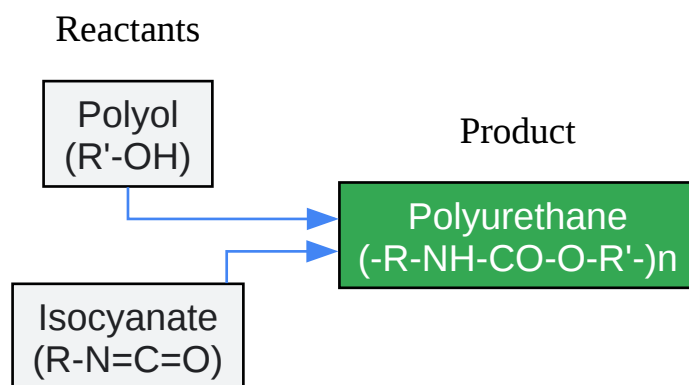 Reactants
Polyol
(R'-OH)
Product
Polyurethane
(-R-NH-CO-O-R'-)n
Isocyanate
(R-N=C=O)